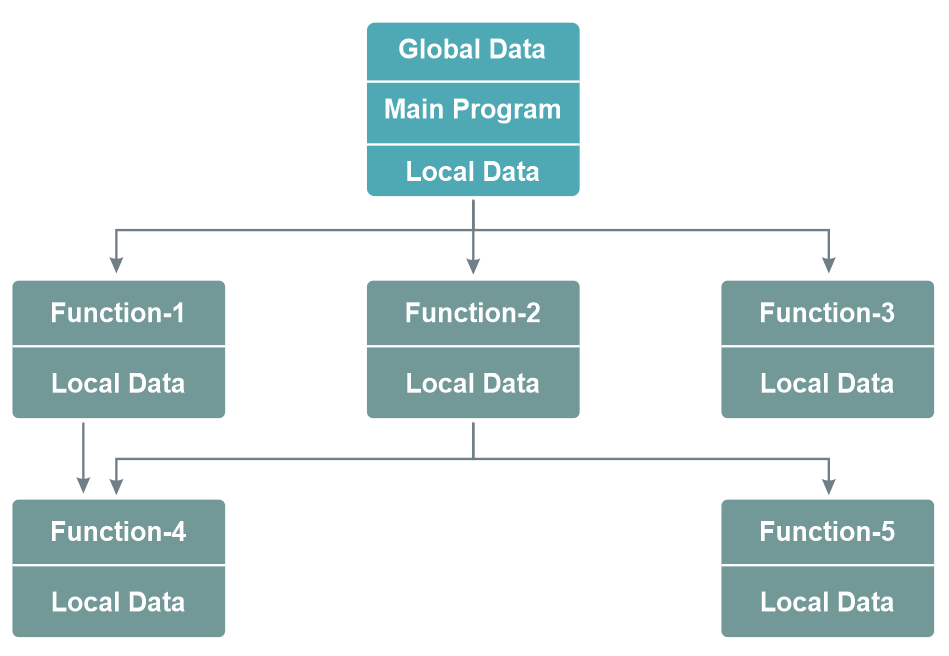 Global Data
Main Program
Local Data
Function-1
Local Data
Function-2
Local Data
Function-3
Local Data
Function-4
Local Data
Function-5
Local Data